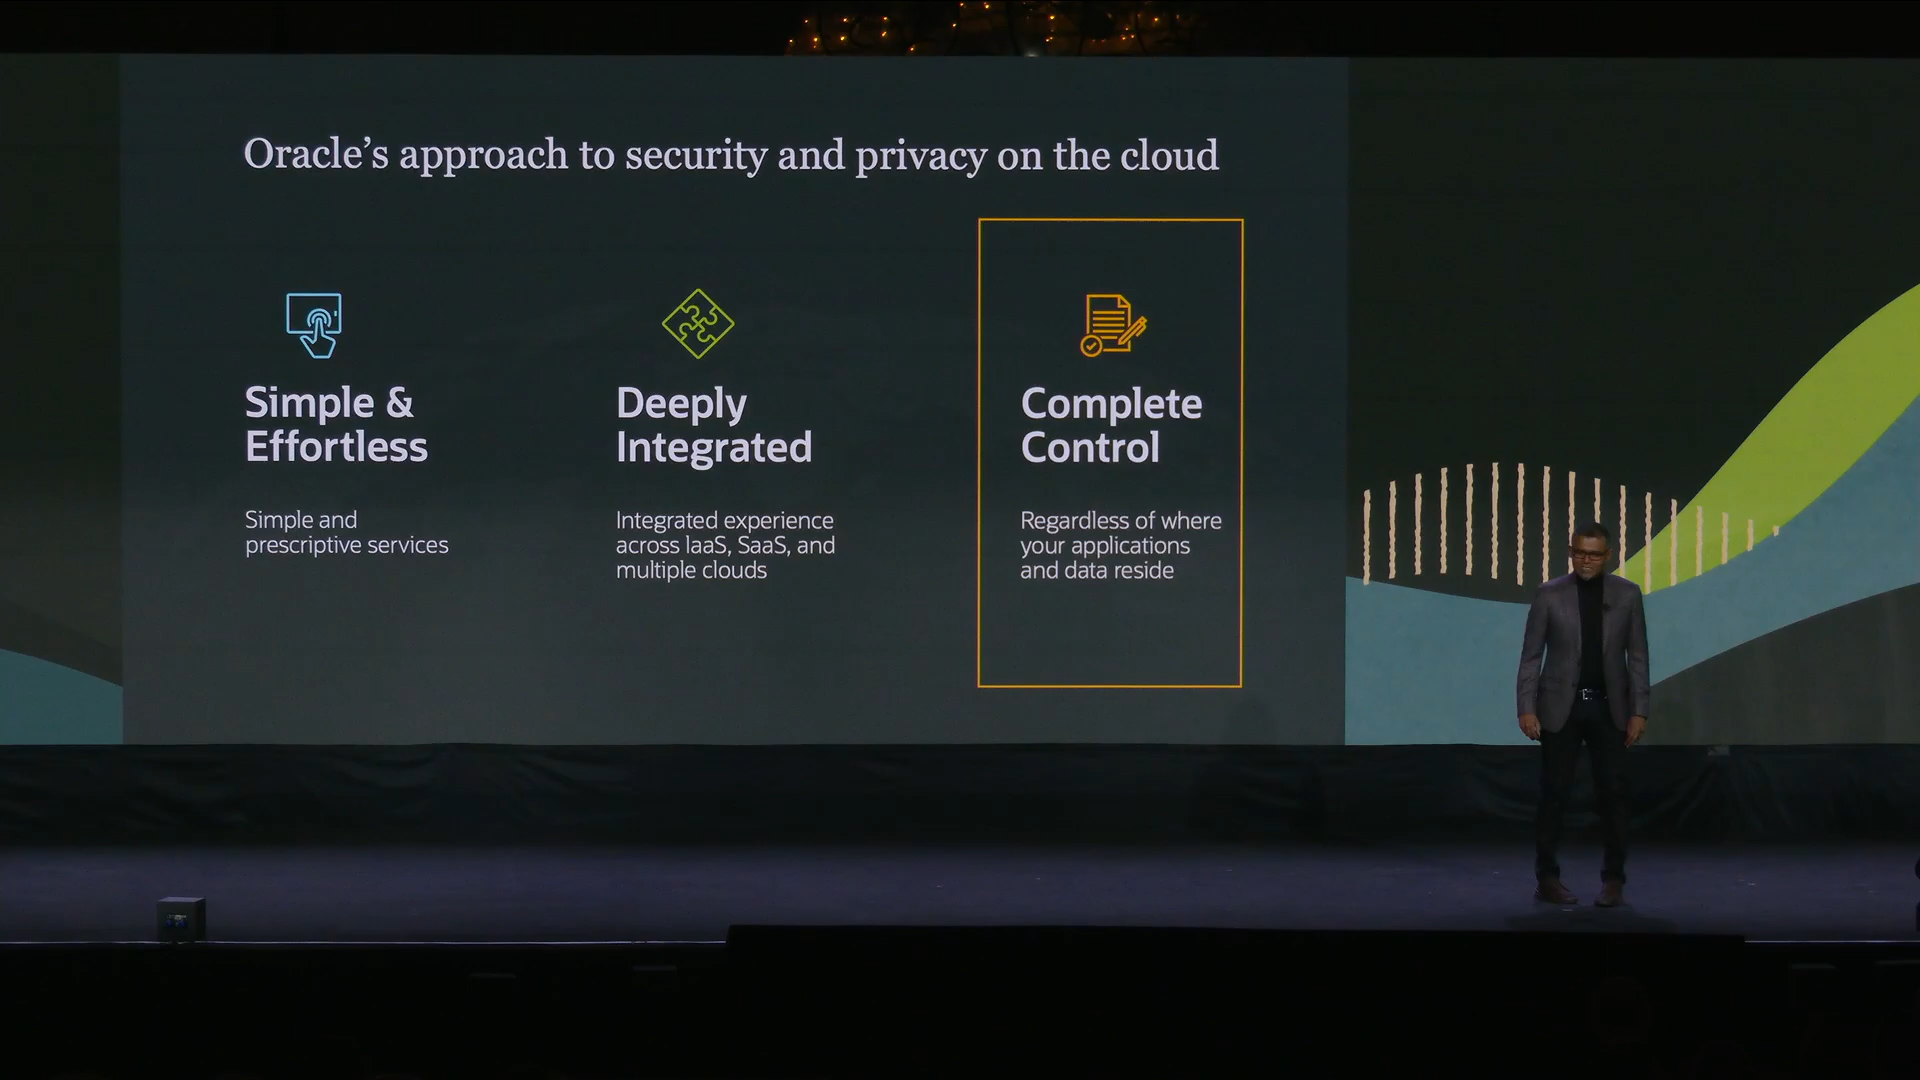 Oracle’s approach to security and privacy on the cloud
Simple &
Effortless
Simple and
prescriptive services
Deeply
Integrated
Integrated experience
across IaaS, SaaS, and
multiple clouds
Complete
Control
Regardless of where
your applications
and data reside